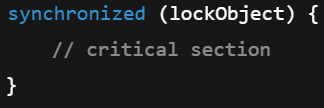 synchronized (lockObject) {
    // critical section
}